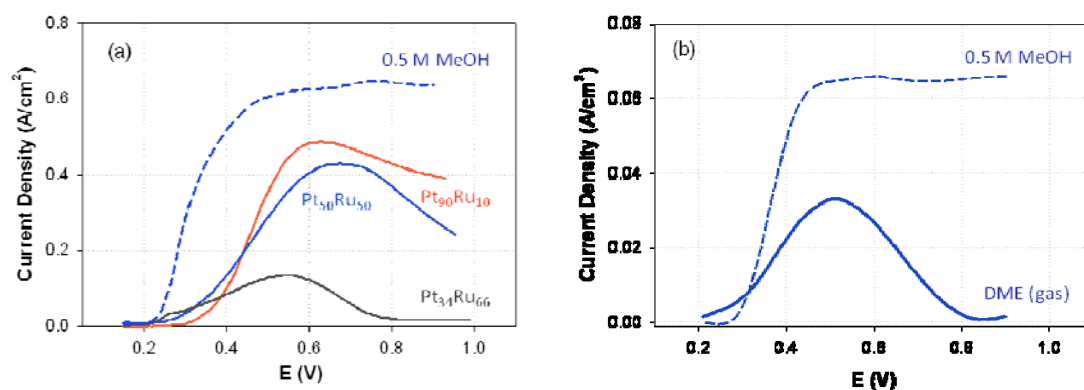 (a)
0.5 M MeOH
Pt₉₀Ru₁₀
Pt₅₀Ru₅₀
Pt₃₄Ru₆₆
Current Density (A/cm²)
0.8
0.6
0.4
0.2
0.0
0.2 0.4 0.6 0.8 1.0
E (V)
(b)
0.5 M MeOH
DME (gas)
Current Density (A/cm²)
0.06
0.04
0.02
0.00
0.2 0.4 0.6 0.8 1.0
E (V)